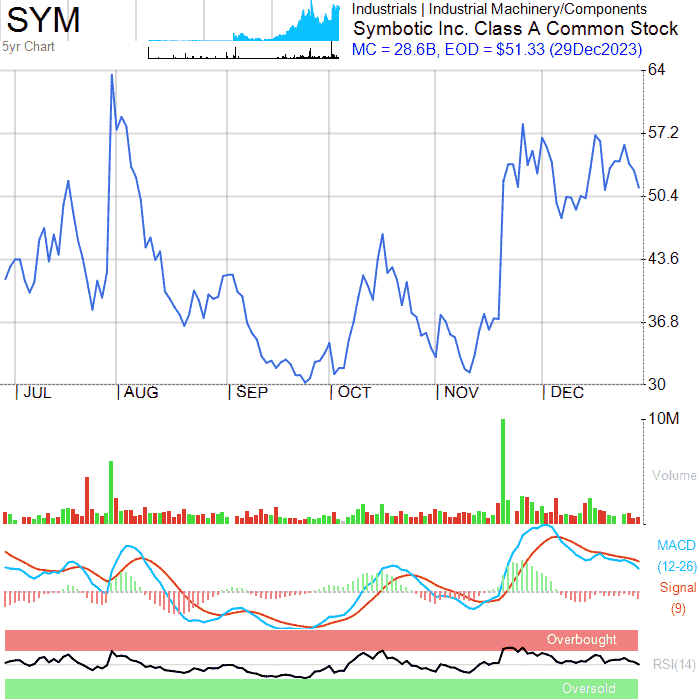 SYM
5yr Chart
Industrials | Industrial Machinery/Components
Symbotic Inc. Class A Common Stock
MC = 28.6B, EOD = $51.33 (29Dec2023)
64
57.2
50.4
43.6
36.8
30
JUL AUG SEP OCT NOV DEC
10M
Volume
MACD
(12-26)
Signal
(9)
Overbought
RSI(14)
Oversold